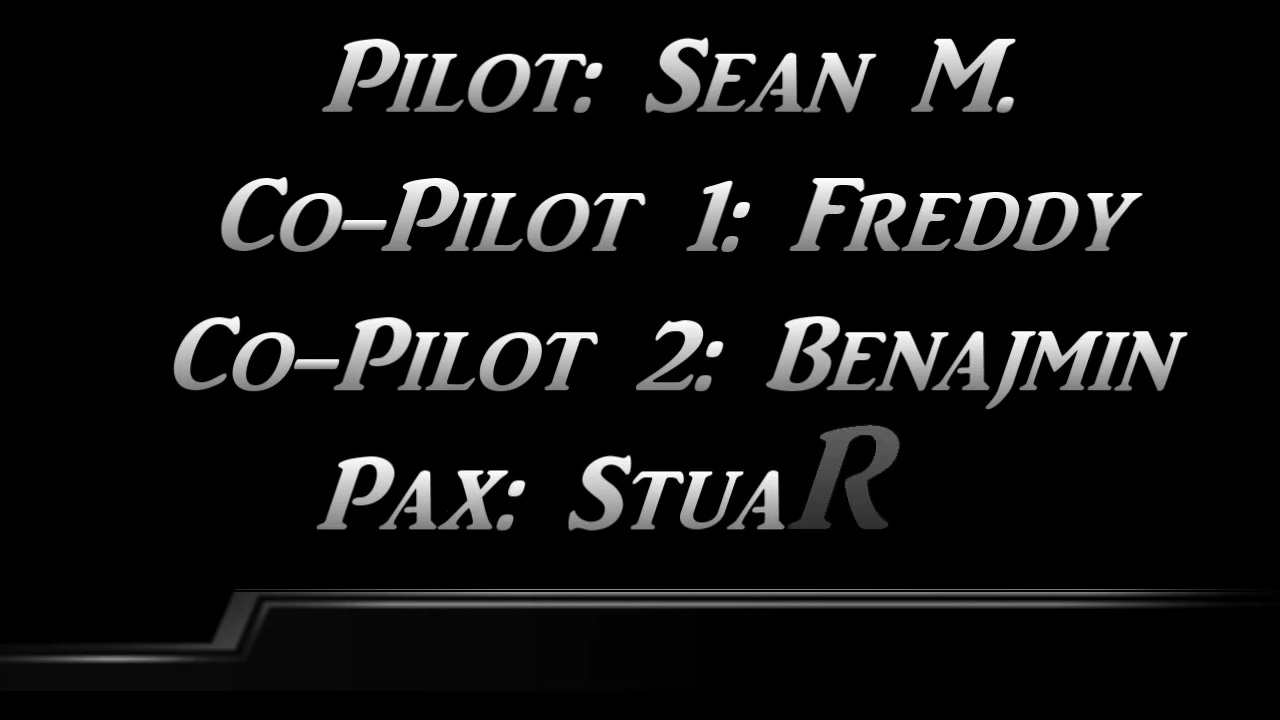 Pilot: Sean M.
Co-Pilot 1: Freddy
Co-Pilot 2: Benajmin
Pax: StuaR